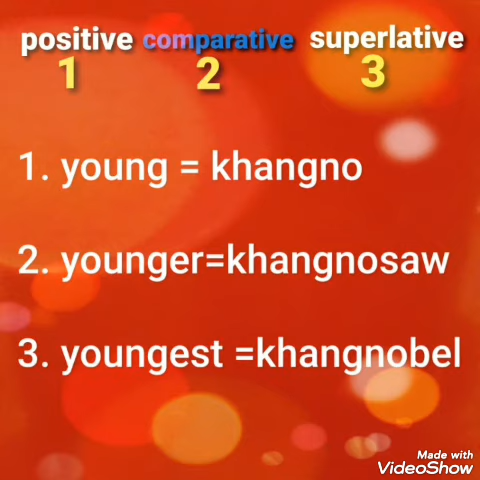 positive comparative superlative
1 2 3
1. young = khangno
2. younger=khangnosaw
3. youngest =khangnobel
Made with
VideoShow